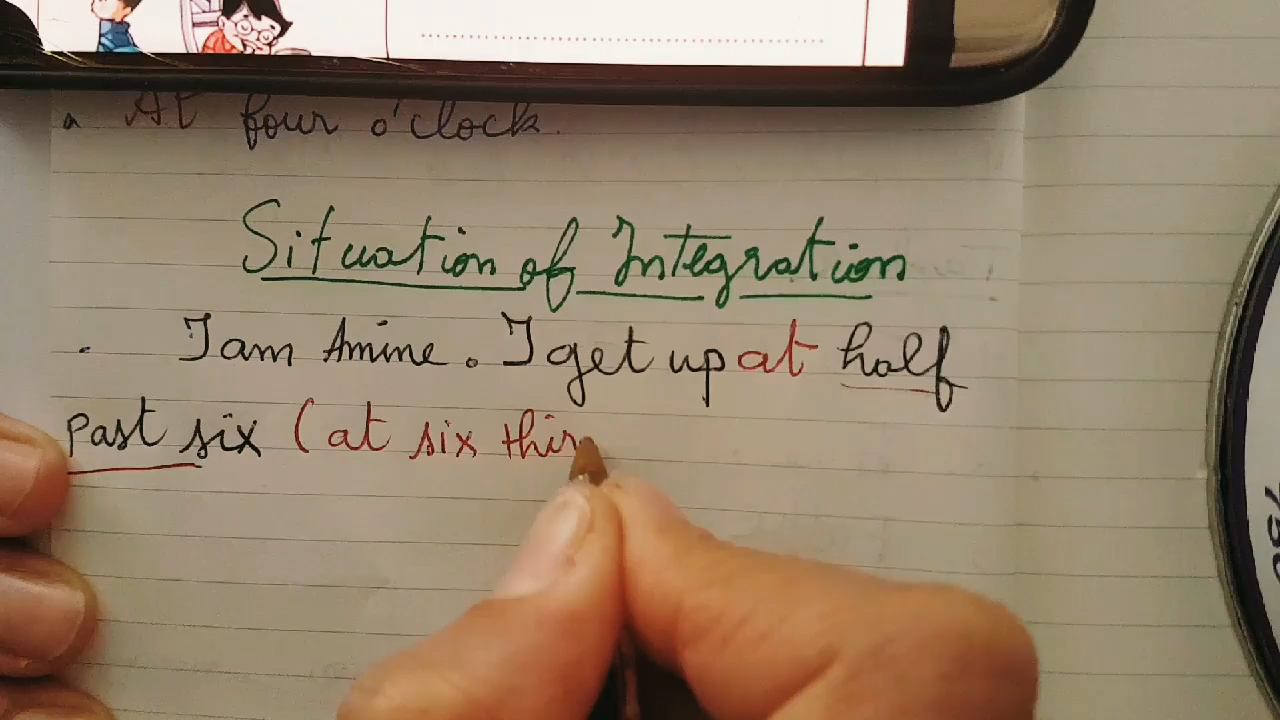 At four o'clock.
Situation of Integration
. I am Amine. I get up at half
past six (at six thir